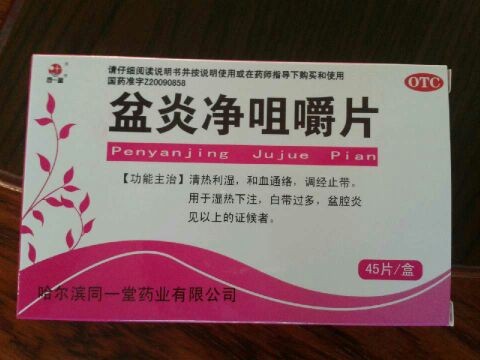 请仔细阅读说明书并按说明使用或在药师指导下购买和使用
国药准字Z20090858
OTC
盆炎净咀嚼片
Penyanjing Jujue Pian
【功能主治】清热利湿，和血通络，调经止带。
用于湿热下注，白带过多，盆腔炎
见以上的证候者。
45片/盒
哈尔滨同一堂药业有限公司